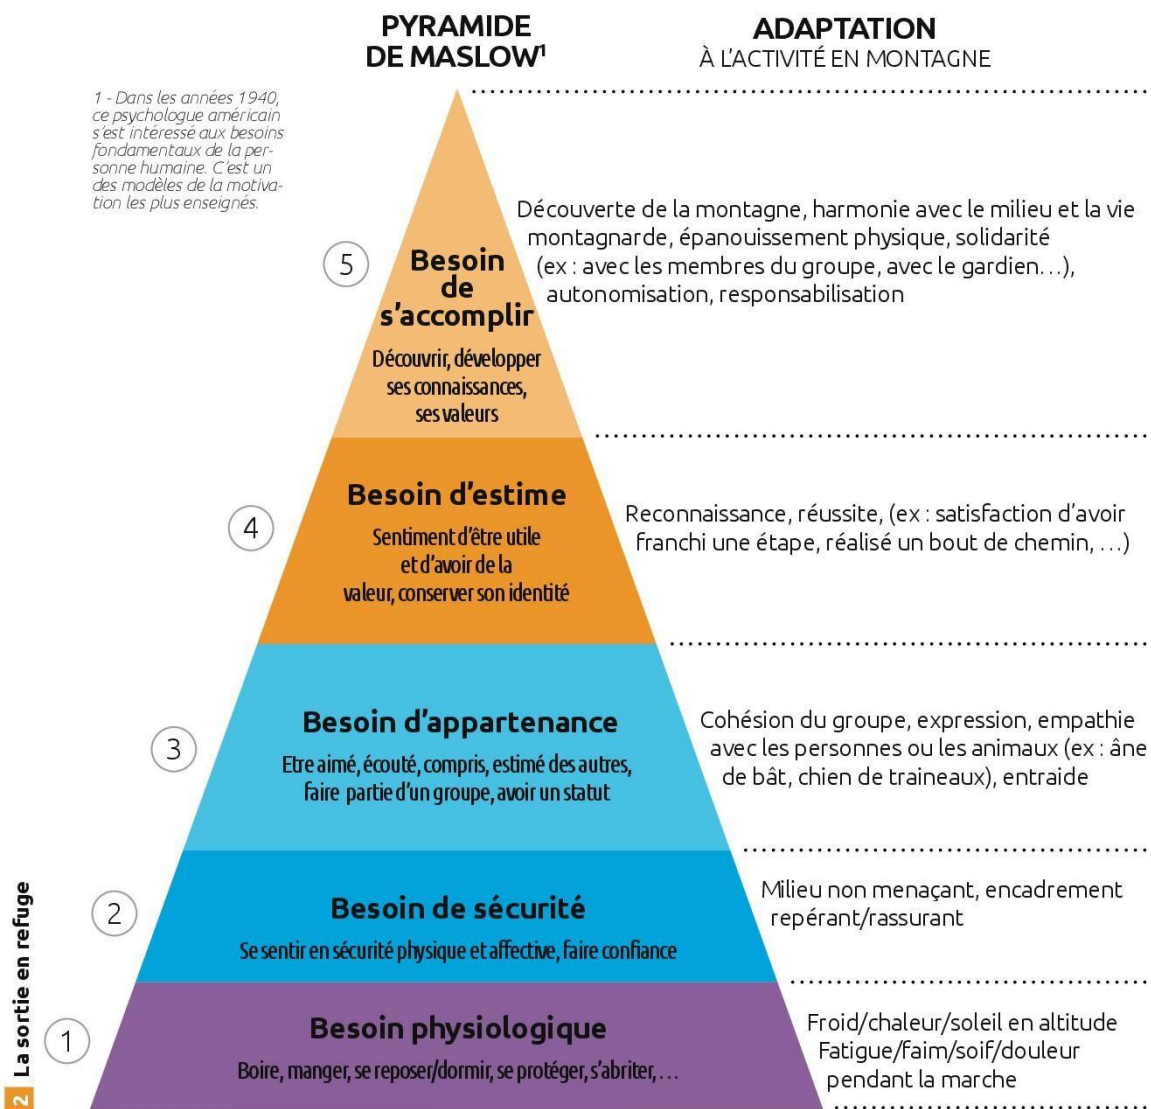 PYRAMIDE
DE MASLOW¹
ADAPTATION
À L'ACTIVITÉ EN MONTAGNE
1 - Dans les années 1940,
ce psychologue américain
s'est intéressé aux besoins
fondamentaux de la per-
sonne humaine. C'est un
des modèles de la motiva-
tion les plus enseignés.
5
Besoin
de
s'accomplir
Découvrir, développer
ses connaissances,
ses valeurs
Découverte de la montagne, harmonie avec le milieu et la vie
montagnarde, épanouissement physique, solidarité
(ex : avec les membres du groupe, avec le gardien…),
autonomisation, responsabilisation
4
Besoin d'estime
Sentiment d'être utile
et d'avoir de la
valeur, conserver son identité
Reconnaissance, réussite, (ex : satisfaction d'avoir
franchi une étape, réalisé un bout de chemin, …)
3
Besoin d'appartenance
Etre aimé, écouté, compris, estimé des autres,
faire partie d'un groupe, avoir un statut
Cohésion du groupe, expression, empathie
avec les personnes ou les animaux (ex : âne
de bât, chien de traineaux), entraide
2
Besoin de sécurité
Se sentir en sécurité physique et affective, faire confiance
Milieu non menaçant, encadrement
repérant/rassurant
1
Besoin physiologique
Boire, manger, se reposer/dormir, se protéger, s'abriter,…
Froid/chaleur/soleil en altitude
Fatigue/faim/soif/douleur
pendant la marche
2 La sortie en refuge